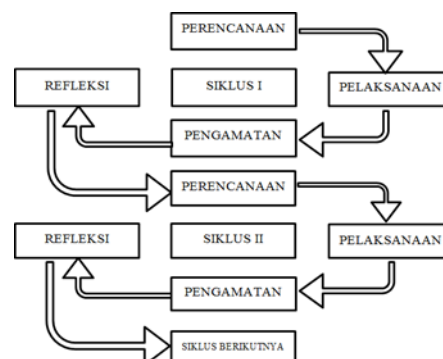 PERENCANAAN
REFLEKSI
SIKLUS I
PELAKSANAAN
PENGAMATAN
PERENCANAAN
REFLEKSI
SIKLUS II
PELAKSANAAN
PENGAMATAN
SIKLUS BERIKUTNYA